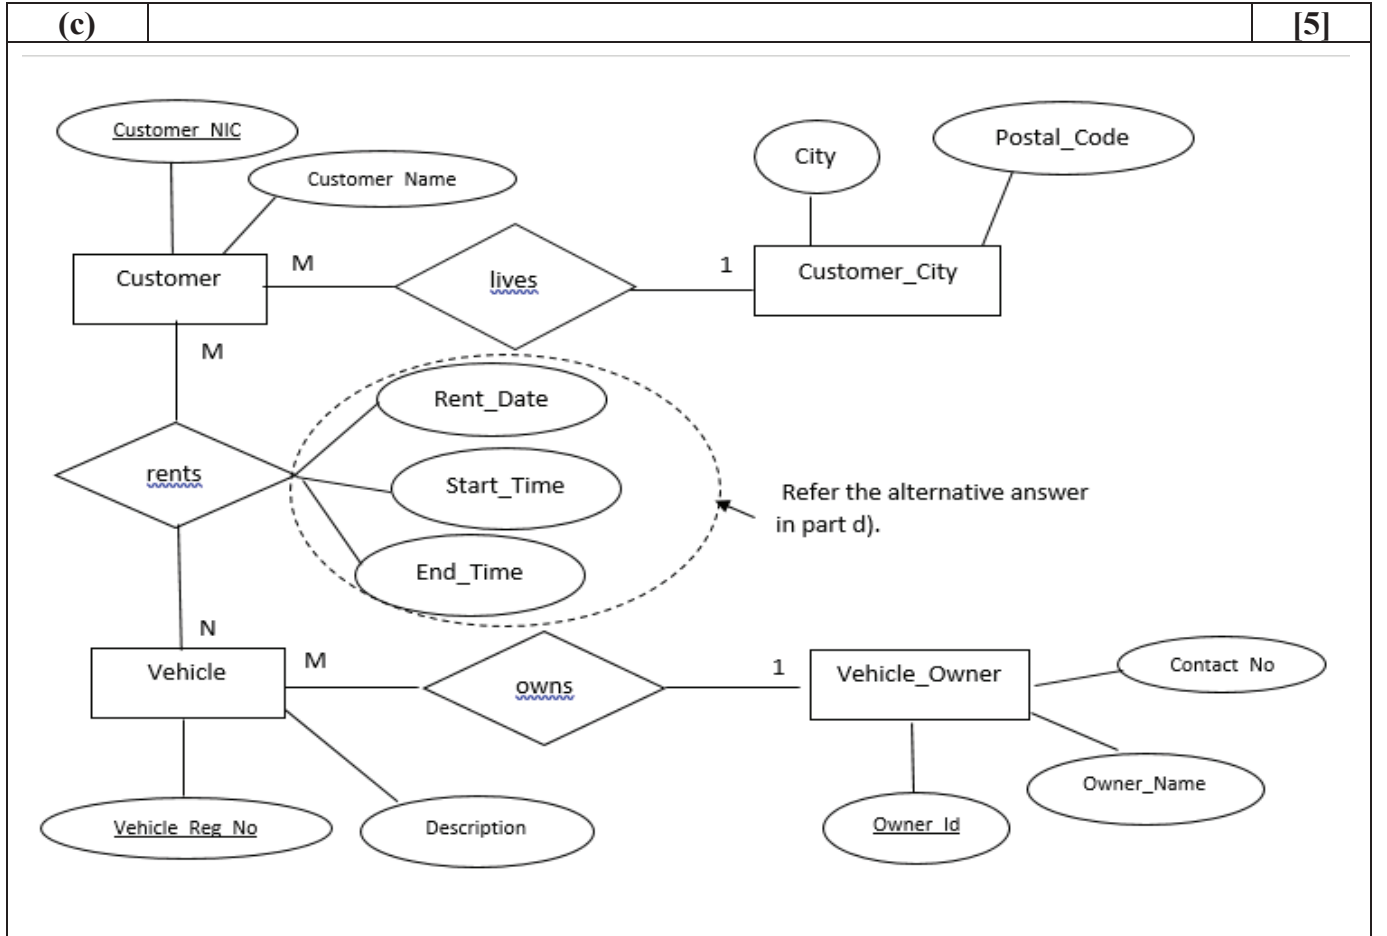 (c)
[5]
Customer_NIC
Customer_Name
City
Postal_Code
Customer
M
lives
1
Customer_City
M
Rent_Date
rents
Start_Time
Refer the alternative answer
in part d).
End_Time
N
Vehicle
M
owns
1
Vehicle_Owner
Contact_No
Owner_Name
Vehicle_Reg_No
Description
Owner_Id